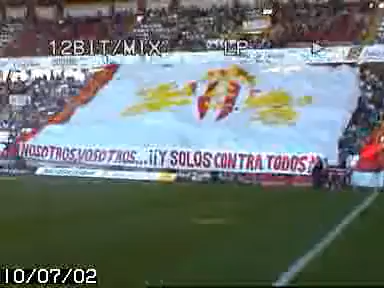 12BIT/MIX LP
NOSOTROS, VOSOTROS...¡¡Y SOLOS CONTRA TODOS!!
10/07/02